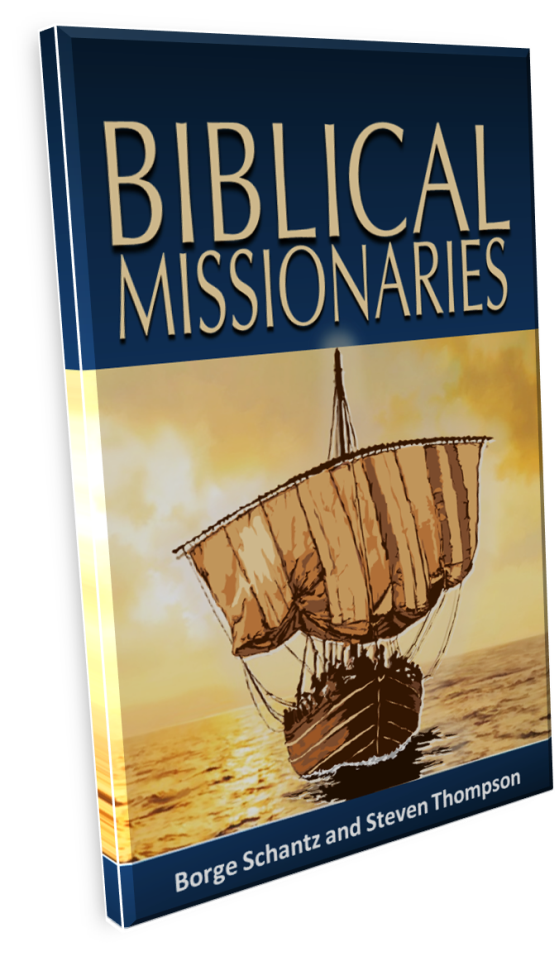 BIBLICAL
MISSIONARIES
Borge Schantz and Steven Thompson